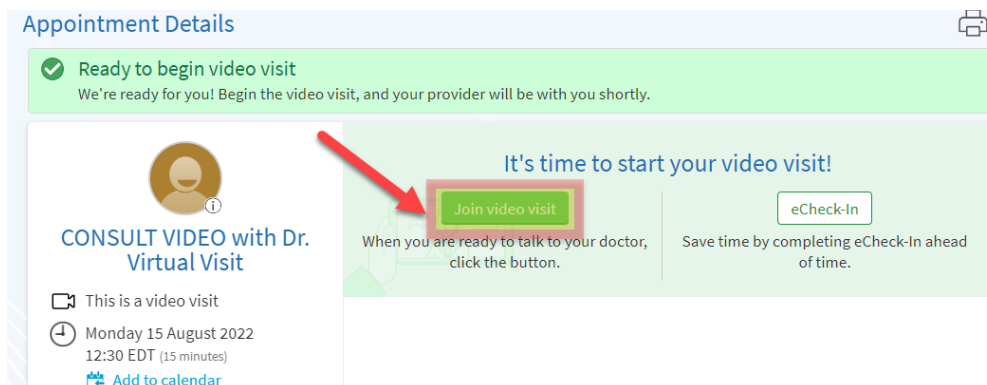 Appointment Details
Ready to begin video visit
We're ready for you! Begin the video visit, and your provider will be with you shortly.
CONSULT VIDEO with Dr.
Virtual Visit
This is a video visit
Monday 15 August 2022
12:30 EDT (15 minutes)
Add to calendar
It's time to start your video visit!
Join video visit
When you are ready to talk to your doctor,
click the button.
eCheck-In
Save time by completing eCheck-In ahead
of time.